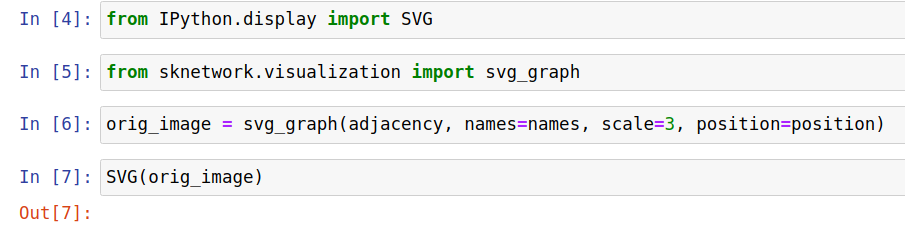 In [4]: from IPython.display import SVG
In [5]: from sknetwork.visualization import svg_graph
In [6]: orig_image = svg_graph(adjacency, names=names, scale=3, position=position)
In [7]: SVG(orig_image)
Out[7]: